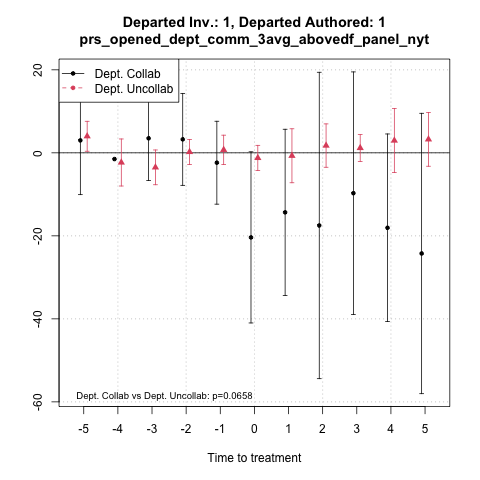 Departed Inv.: 1, Departed Authored: 1
prs_opened_dept_comm_3avg_abovedf_panel_nyt
Dept. Collab
Dept. Uncollab
20
0
-20
-40
-60
Dept. Collab vs Dept. Uncollab: p=0.0658
-5 -4 -3 -2 -1 0 1 2 3 4 5
Time to treatment